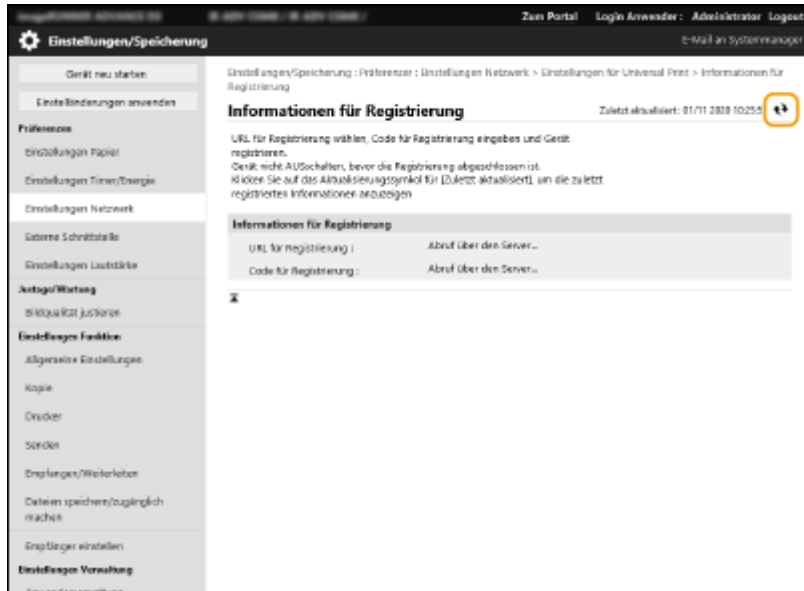 Zum Portal Login Anwender: Administrator Logout
Einstellungen/Speicherung
E-Mail an Systemmanager
Gerät neu starten
Einstelländerungen anwenden
Präferenzen
Einstellungen Papier
Einstellungen Timer/Energie
Einstellungen Netzwerk
Externe Schnittstelle
Einstellungen Lautstärke
Justage/Wartung
Bildqualität justieren
Einstellungen Funktion
Allgemeine Einstellungen
Kopie
Drucker
Senden
Empfangen/Weiterleiten
Dateien speichern/zugänglich
machen
Empfänger einstellen
Einstellungen Verwaltung
Einstellungen/Speicherung : Präferenzen : Einstellungen Netzwerk > Einstellungen für Universal Print > Informationen für
Registrierung
Informationen für Registrierung
Zuletzt aktualisiert: 01/11 2020 10:25:5
URL für Registrierung wählen, Code für Registrierung eingeben und Gerät
registrieren.
Gerät nicht AUSschalten, bevor die Registrierung abgeschlossen ist.
Klicken Sie auf das Aktualisierungssymbol für [Zuletzt aktualisiert], um die zuletzt
registrierten Informationen anzuzeigen
Informationen für Registrierung
URL für Registrierung : Abruf über den Server...
Code für Registrierung : Abruf über den Server...